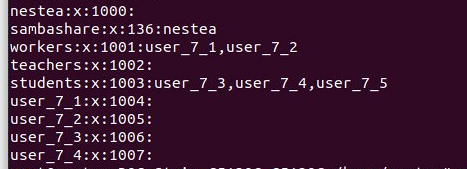 nestea:x:1000:
sambashare:x:136:nestea
workers:x:1001:user_7_1,user_7_2
teachers:x:1002:
students:x:1003:user_7_3,user_7_4,user_7_5
user_7_1:x:1004:
user_7_2:x:1005:
user_7_3:x:1006:
user_7_4:x:1007: